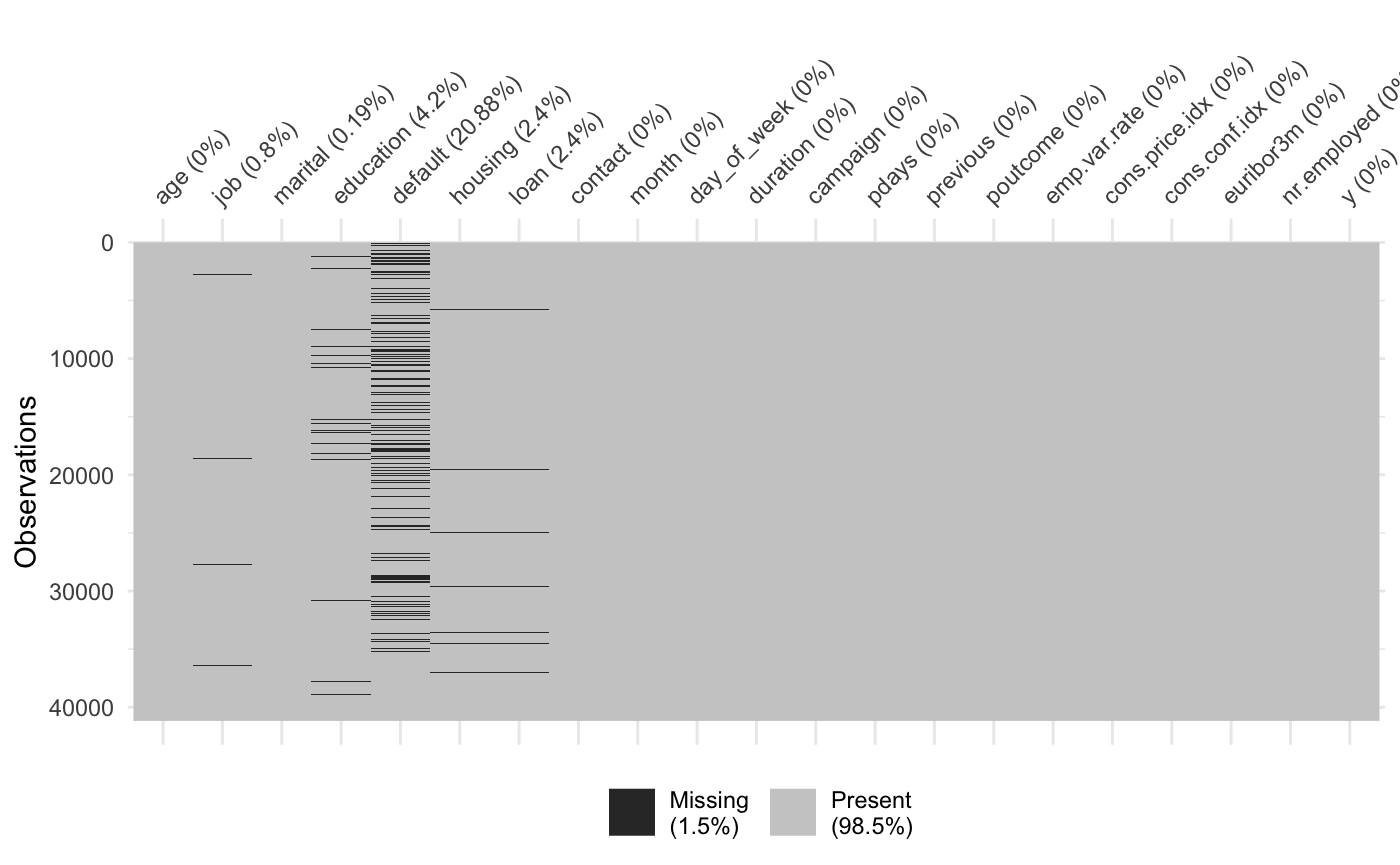 age (0%)
job (0.8%)
marital (0.19%)
education (4.2%)
default (20.88%)
housing (2.4%)
loan (2.4%)
contact (0%)
month (0%)
day_of_week (0%)
duration (0%)
campaign (0%)
pdays (0%)
previous (0%)
poutcome (0%)
emp.var.rate (0%)
cons.price.idx (0%)
cons.conf.idx (0%)
euribor3m (0%)
nr.employed (0%
y (0%)
0
10000
20000
30000
40000
Observations
Missing
(1.5%)
Present
(98.5%)